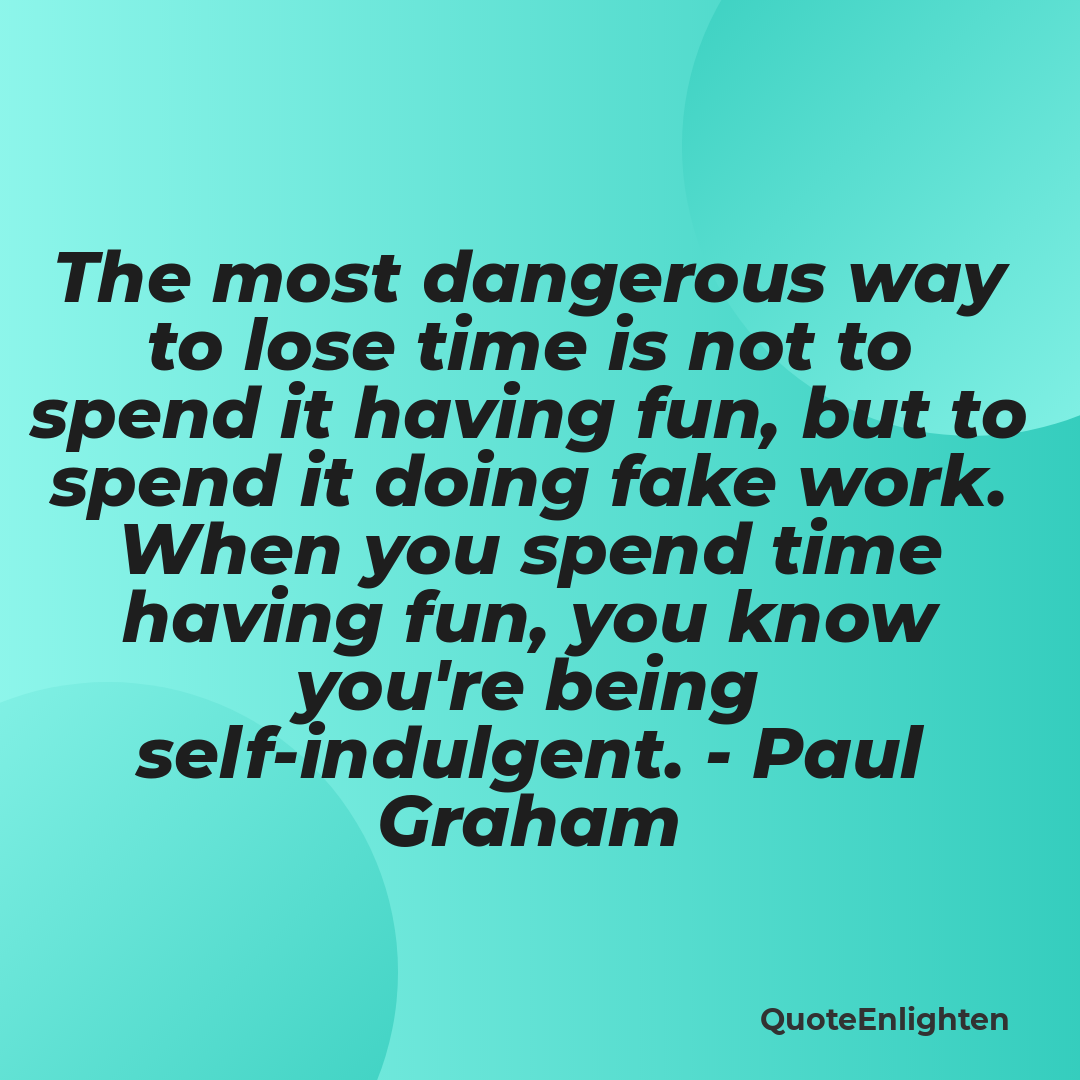 The most dangerous way
to lose time is not to
spend it having fun, but to
spend it doing fake work.
When you spend time
having fun, you know
you're being
self-indulgent. - Paul
Graham
QuoteEnlighten